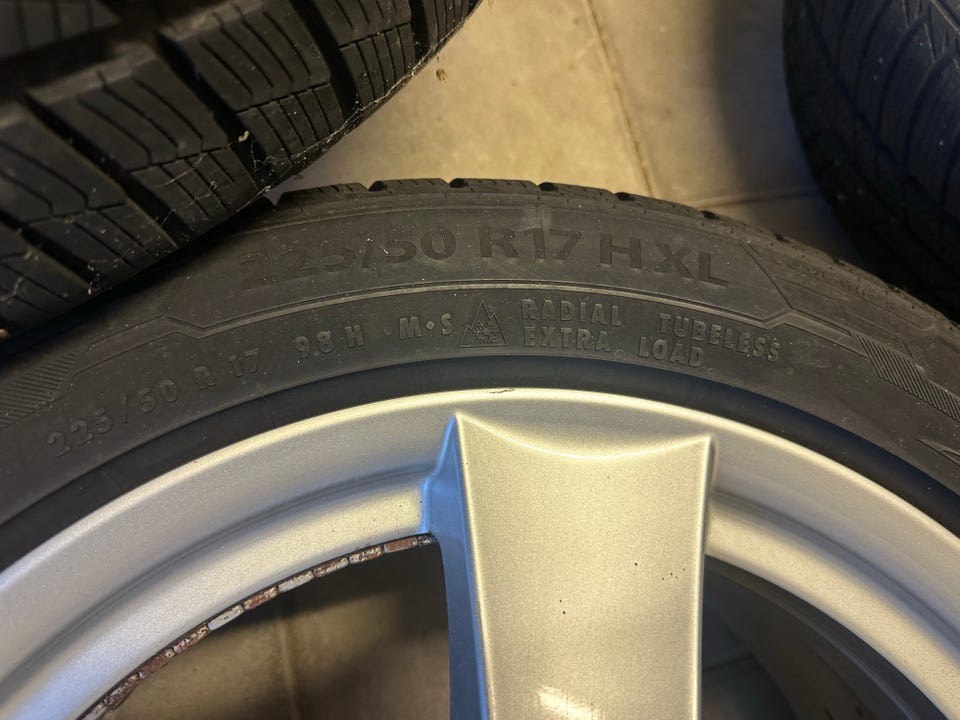 225/50 R17 H XL
225/50 R 17 98 H M•S RADIAL TUBELESS
EXTRA LOAD